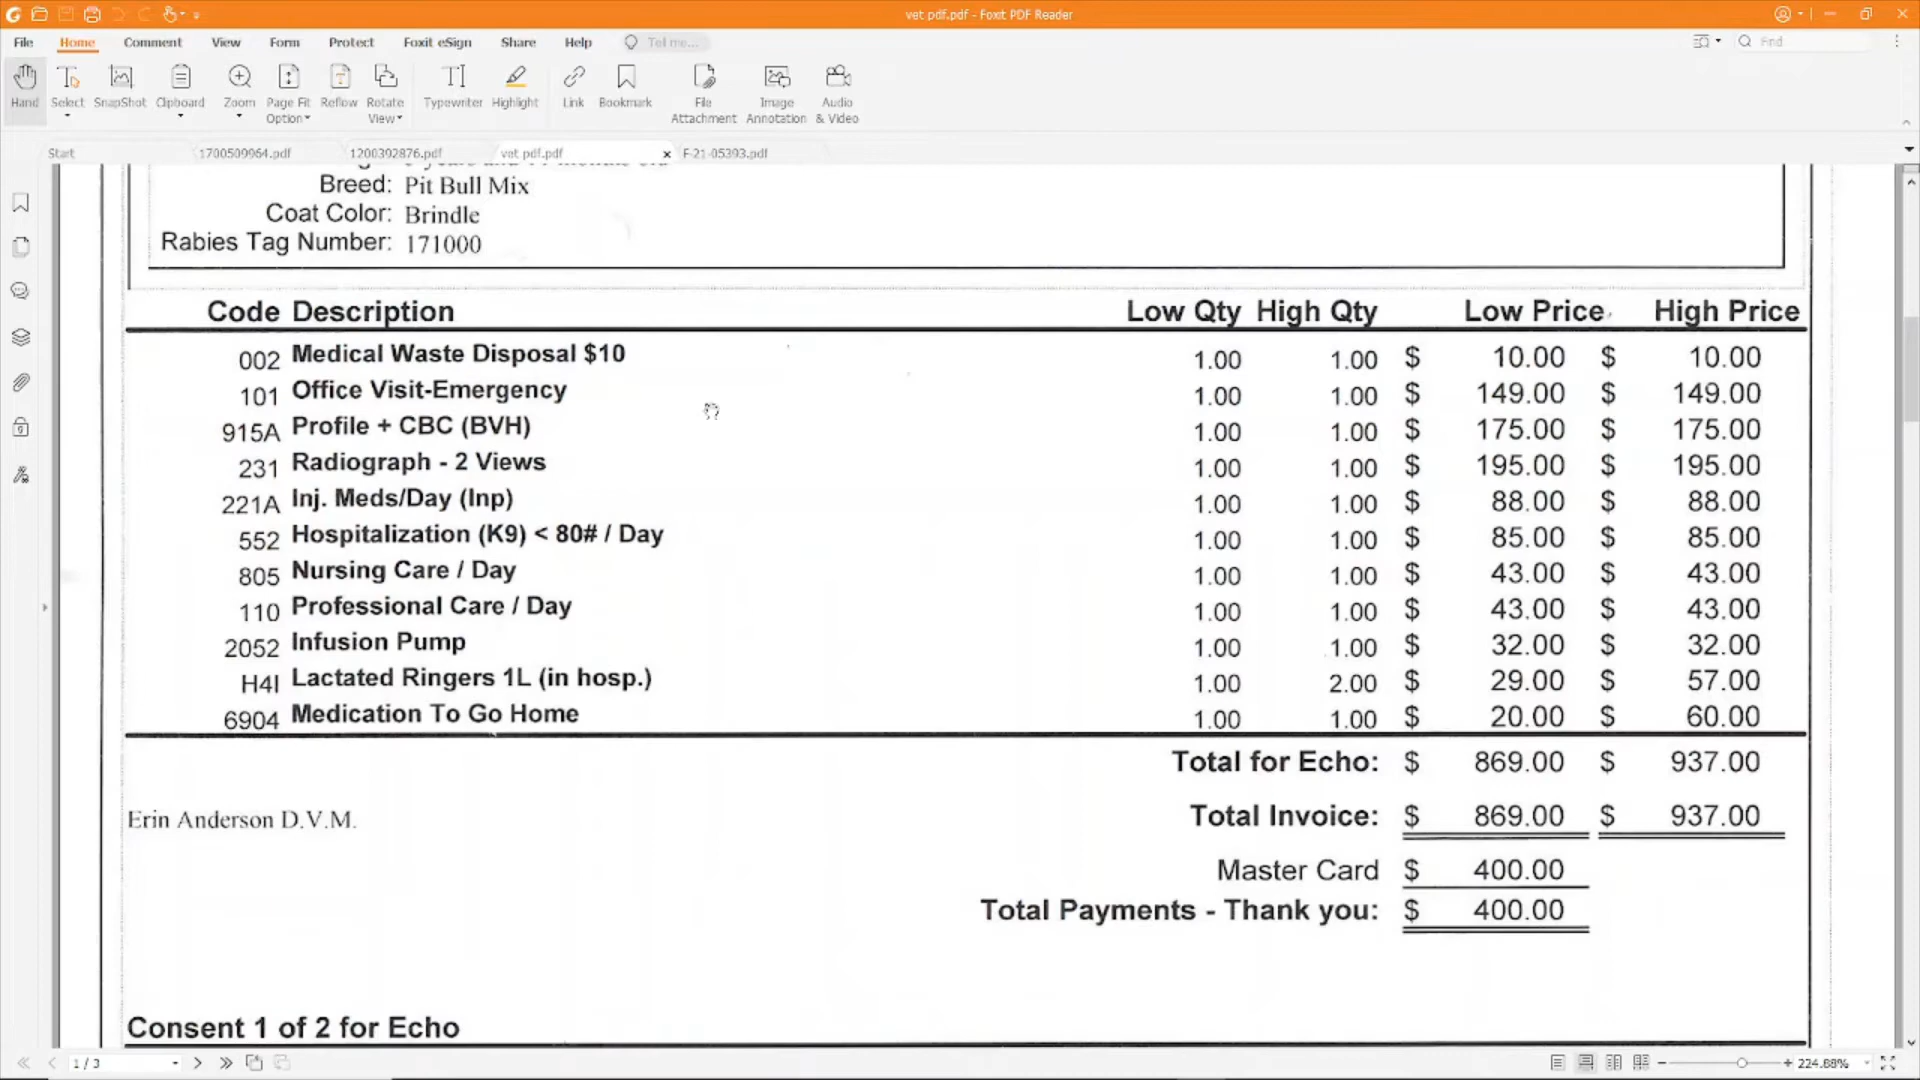 vet pdf.pdf - Foxit PDF Reader
File Home Comment View Form Protect Foxit eSign Share Help Tell me... Find
Hand Select SnapShot Clipboard Zoom Page Fit Option Reflow Rotate View Typewriter Highlight Link Bookmark File Attachment Image Annotation Audio & Video
Start 1700509964.pdf 1200392876.pdf vet pdf.pdf F-21-05393.pdf
Breed: Pit Bull Mix
Coat Color: Brindle
Rabies Tag Number: 171000
Code Description Low Qty High Qty Low Price High Price
002 Medical Waste Disposal $10 1.00 1.00 $ 10.00 $ 10.00
101 Office Visit-Emergency 1.00 1.00 $ 149.00 $ 149.00
915A Profile + CBC (BVH) 1.00 1.00 $ 175.00 $ 175.00
231 Radiograph - 2 Views 1.00 1.00 $ 195.00 $ 195.00
221A Inj. Meds/Day (Inp) 1.00 1.00 $ 88.00 $ 88.00
552 Hospitalization (K9) < 80# / Day 1.00 1.00 $ 85.00 $ 85.00
805 Nursing Care / Day 1.00 1.00 $ 43.00 $ 43.00
110 Professional Care / Day 1.00 1.00 $ 43.00 $ 43.00
2052 Infusion Pump 1.00 1.00 $ 32.00 $ 32.00
H4I Lactated Ringers 1L (in hosp.) 1.00 2.00 $ 29.00 $ 57.00
6904 Medication To Go Home 1.00 1.00 $ 20.00 $ 60.00
Total for Echo: $ 869.00 $ 937.00
Erin Anderson D.V.M. Total Invoice: $ 869.00 $ 937.00
Master Card $ 400.00
Total Payments - Thank you: $ 400.00
Consent 1 of 2 for Echo
1 / 3 224.88%